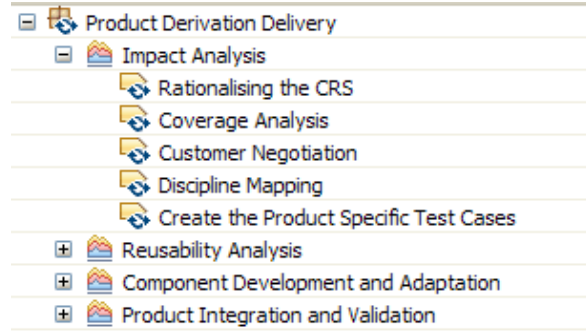 Product Derivation Delivery
Impact Analysis
Rationalising the CRS
Coverage Analysis
Customer Negotiation
Discipline Mapping
Create the Product Specific Test Cases
Reusability Analysis
Component Development and Adaptation
Product Integration and Validation